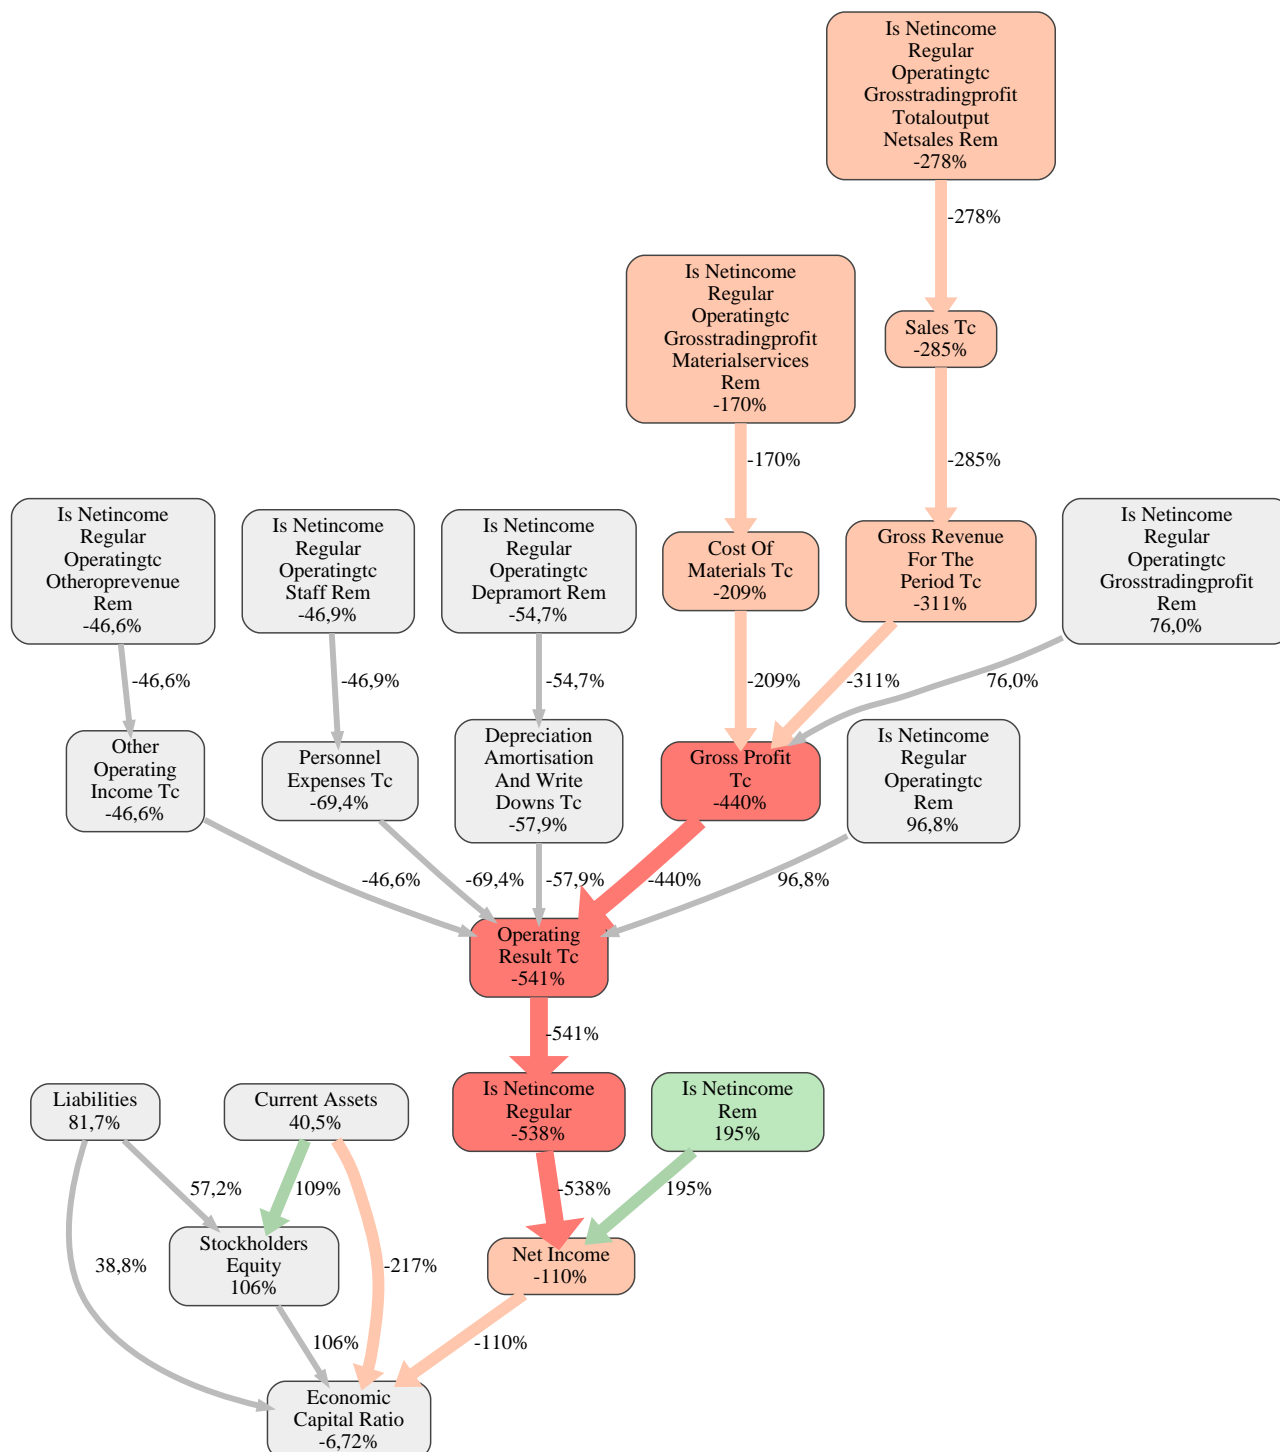 Is Netincome
Regular
Operatingtc
Grosstradingprofit
Totaloutput
Netsales Rem
-278%
-278%
Is Netincome
Regular
Operatingtc
Grosstradingprofit
Materialservices
Rem
-170%
Sales Tc
-285%
-170%
-285%
Is Netincome
Regular
Operatingtc
Otheroprevenue
Rem
-46,6%
Is Netincome
Regular
Operatingtc
Staff Rem
-46,9%
Is Netincome
Regular
Operatingtc
Depramort Rem
-54,7%
Cost Of
Materials Tc
-209%
Gross Revenue
For The
Period Tc
-311%
Is Netincome
Regular
Operatingtc
Grosstradingprofit
Rem
76,0%
-46,6%
-46,9%
-54,7%
-209%
-311%
76,0%
Other
Operating
Income Tc
-46,6%
Personnel
Expenses Tc
-69,4%
Depreciation
Amortisation
And Write
Downs Tc
-57,9%
Gross Profit
Tc
-440%
Is Netincome
Regular
Operatingtc
Rem
96,8%
-46,6%
-69,4%
-57,9%
-440%
96,8%
Operating
Result Tc
-541%
-541%
Liabilities
81,7%
Current Assets
40,5%
Is Netincome
Regular
-538%
Is Netincome
Rem
195%
57,2%
109%
-538%
195%
38,8%
Stockholders
Equity
106%
-217%
Net Income
-110%
106%
-110%
Economic
Capital Ratio
-6,72%